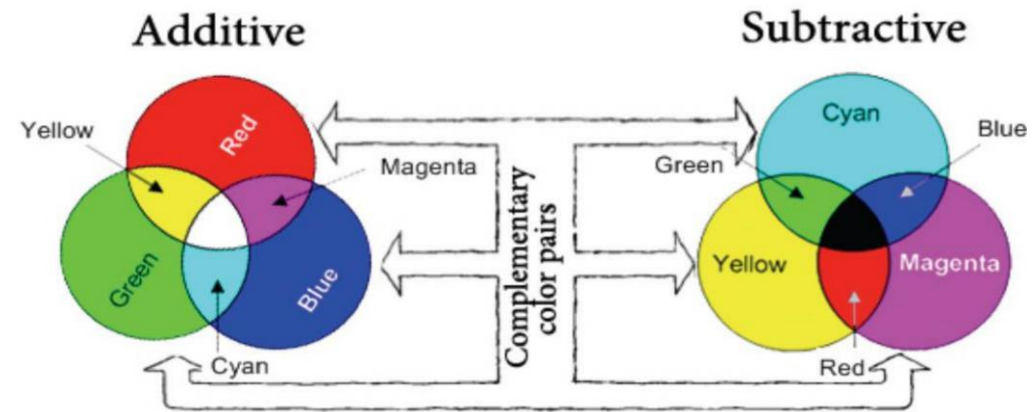 Additive
Subtractive
Yellow
Red
Magenta
Green
Blue
Cyan
Complementary
color pairs
Cyan
Blue
Green
Yellow
Magenta
Red